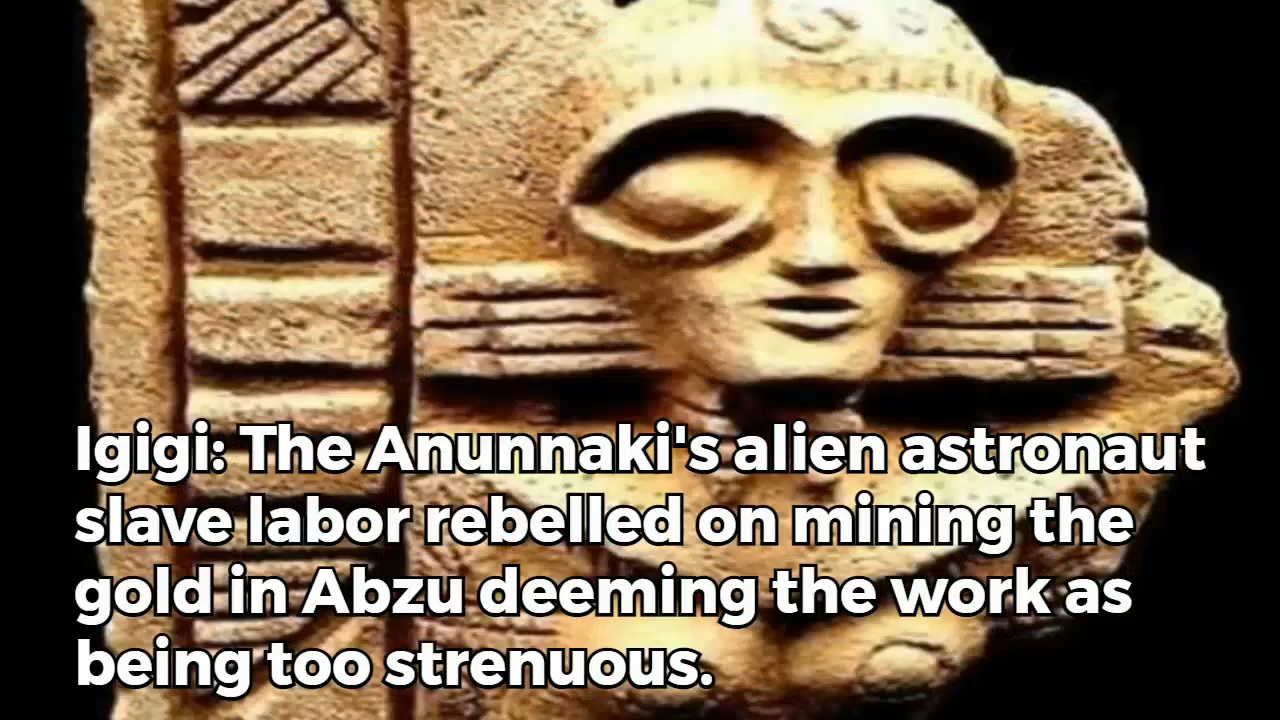 Igigi: The Anunnaki's alien astronaut
slave labor rebelled on mining the
gold in Abzu deeming the work as
being too strenuous.